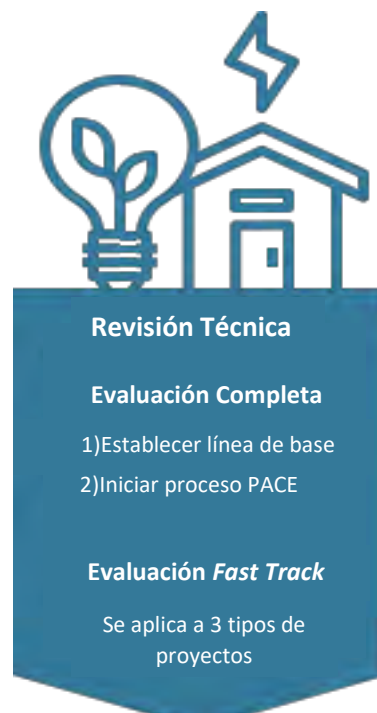 Revisión Técnica
Evaluación Completa
1)Establecer línea de base
2)Iniciar proceso PACE
Evaluación Fast Track
Se aplica a 3 tipos de
proyectos